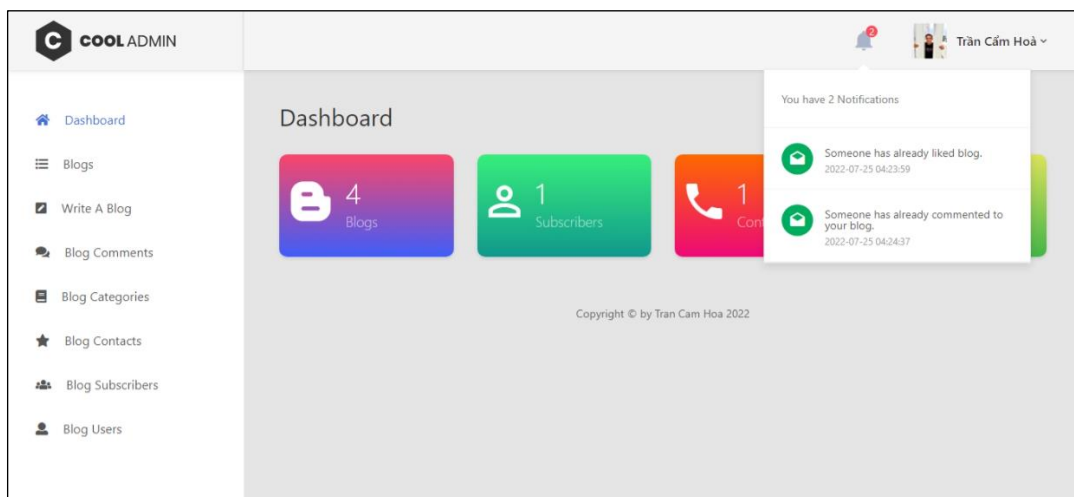 C COOL ADMIN
2
Trần Cẩm Hoà
You have 2 Notifications
Someone has already liked blog.
2022-07-25 04:23:59
Someone has already commented to
your blog.
2022-07-25 04:24:37
Dashboard
Blogs
Write A Blog
Blog Comments
Blog Categories
Blog Contacts
Blog Subscribers
Blog Users
Dashboard
4
Blogs
1
Subscribers
1
Copyright © by Tran Cam Hoa 2022